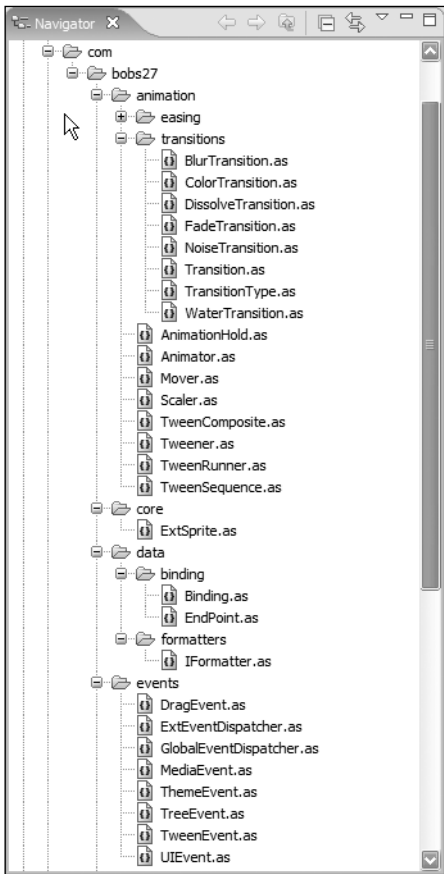 Navigator
com
bobs27
animation
easing
transitions
BlurTransition.as
ColorTransition.as
DissolveTransition.as
FadeTransition.as
NoiseTransition.as
Transition.as
TransitionType.as
WaterTransition.as
AnimationHold.as
Animator.as
Mover.as
Scaler.as
TweenComposite.as
Tweener.as
TweenRunner.as
TweenSequence.as
core
ExtSprite.as
data
binding
Binding.as
EndPoint.as
formatters
IFormatter.as
events
DragEvent.as
ExtEventDispatcher.as
GlobalEventDispatcher.as
MediaEvent.as
ThemeEvent.as
TreeEvent.as
TweenEvent.as
UIEvent.as